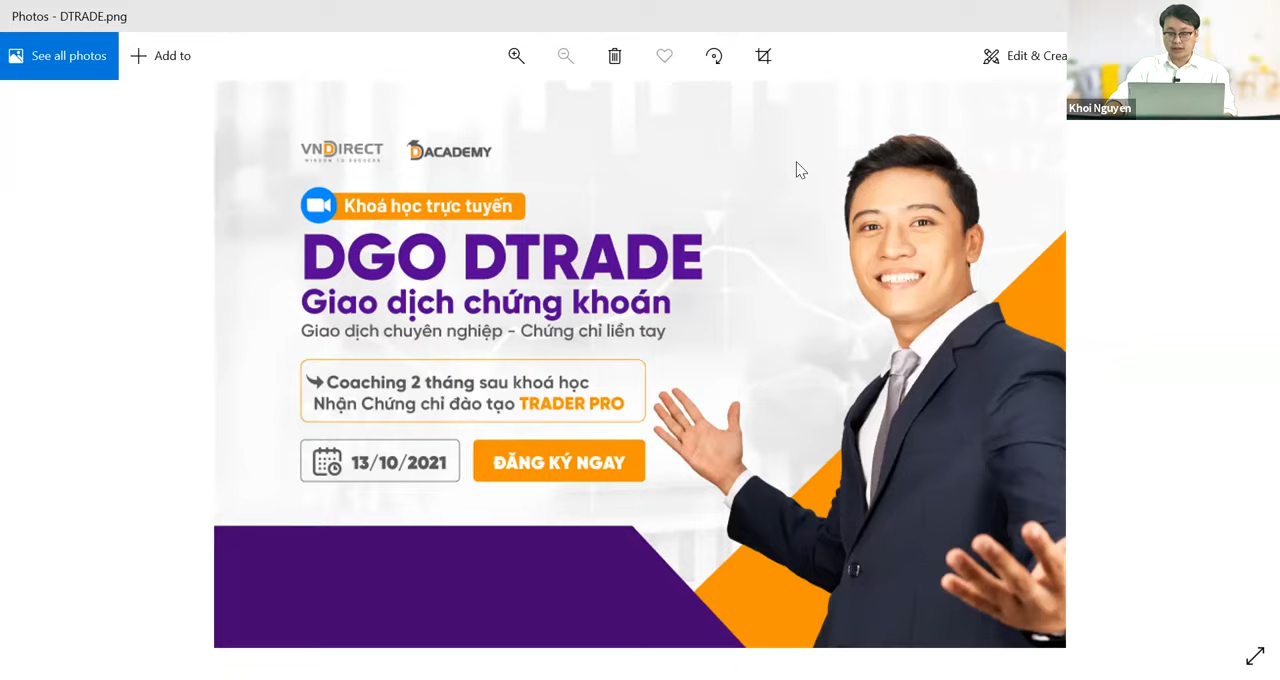 Photos - DTRADE.png
See all photos
Add to
Edit & Crea
Khoi Nguyen
VNDIRECT
WISDOM TO SUCCESS
DACADEMY
Khoá học trực tuyến
DGO DTRADE
Giao dịch chứng khoán
Giao dịch chuyên nghiệp - Chứng chỉ liền tay
Coaching 2 tháng sau khoá học
Nhận Chứng chỉ đào tạo TRADER PRO
13/10/2021
ĐĂNG KÝ NGAY